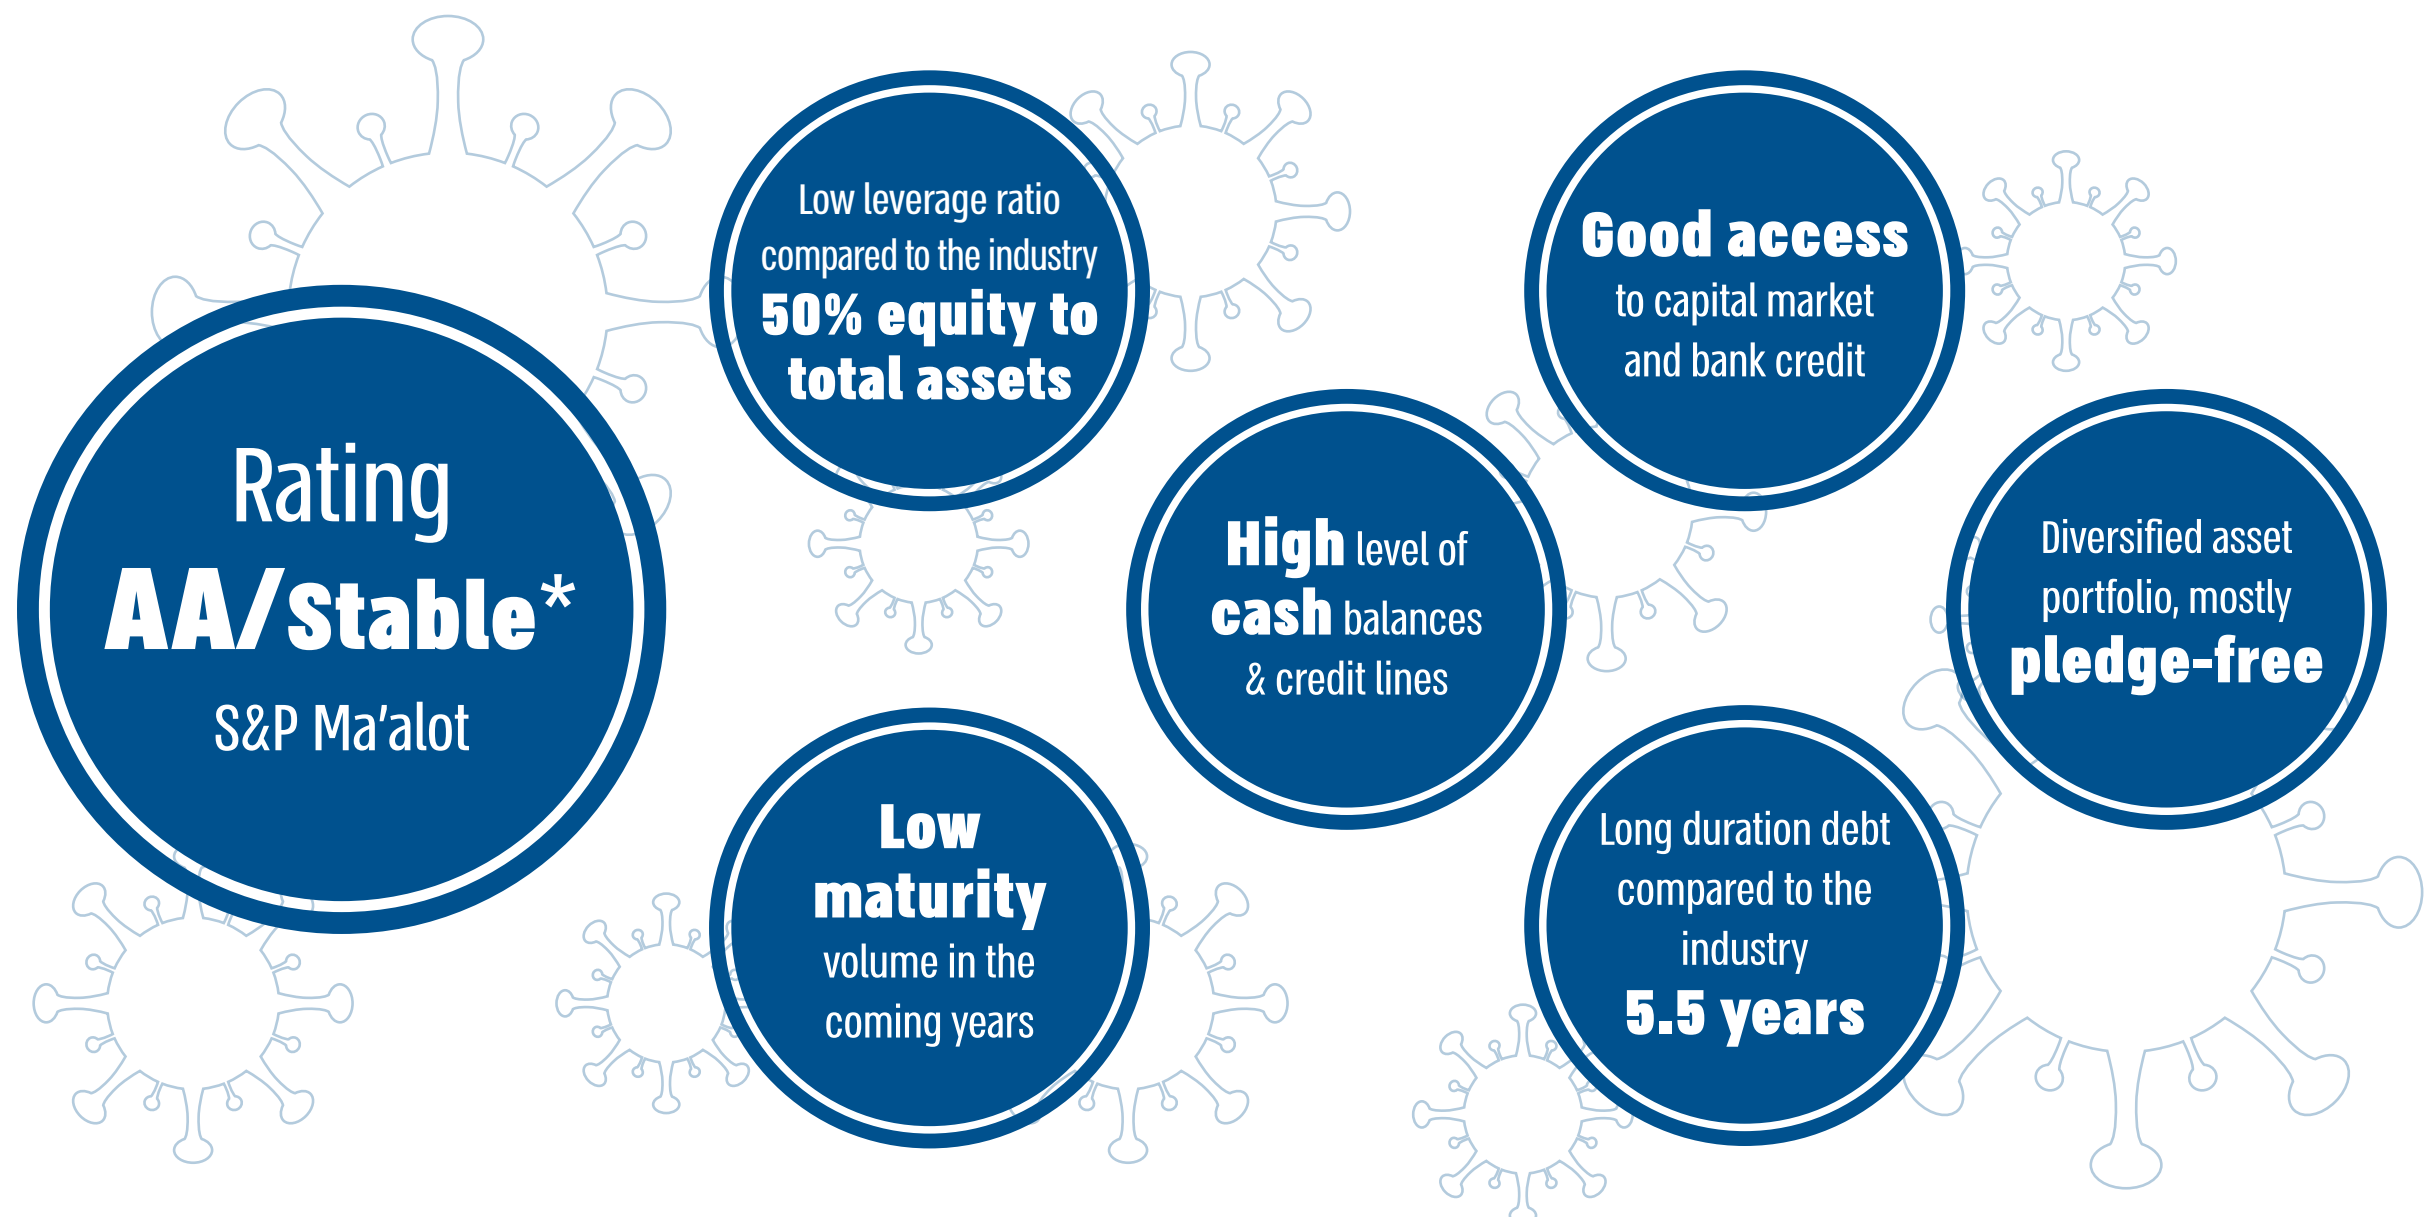 Rating
AA/Stable*
S&P Ma'alot
Low leverage ratio
compared to the industry
50% equity to
total assets
Low
maturity
volume in the
coming years
High level of
cash balances
& credit lines
Good access
to capital market
and bank credit
Long duration debt
compared to the
industry
5.5 years
Diversified asset
portfolio, mostly
pledge-free